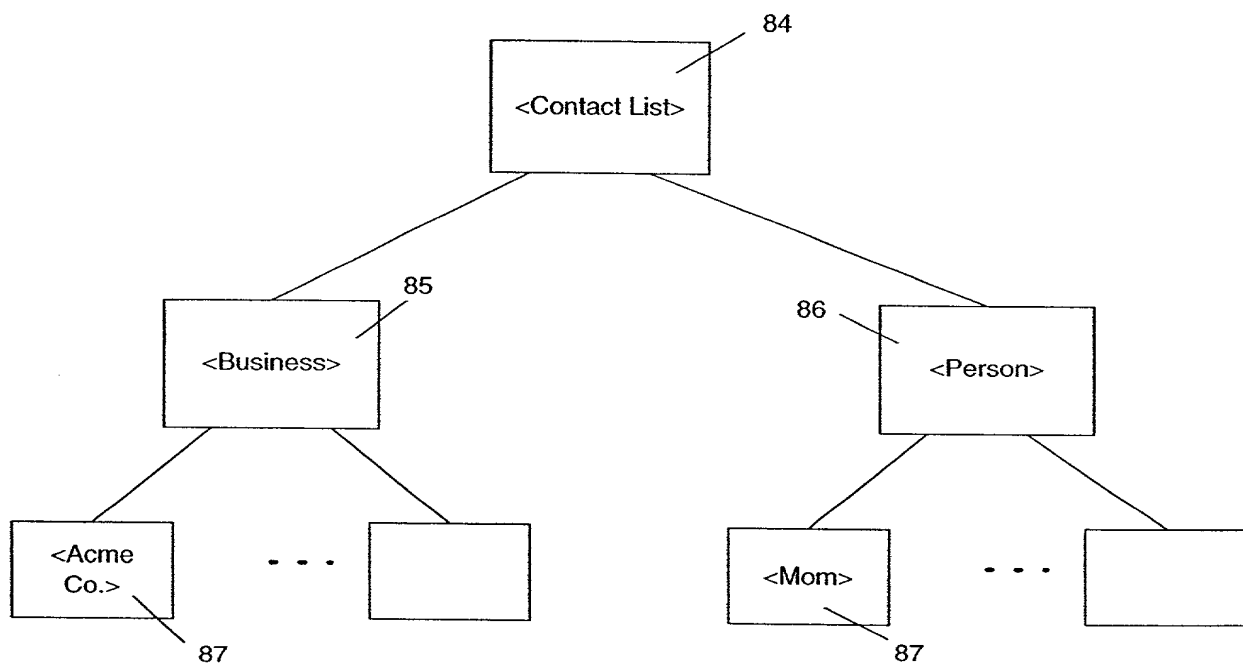 84
<Contact List>
85
<Business>
86
<Person>
<Acme
Co.>
87
<Mom>
87